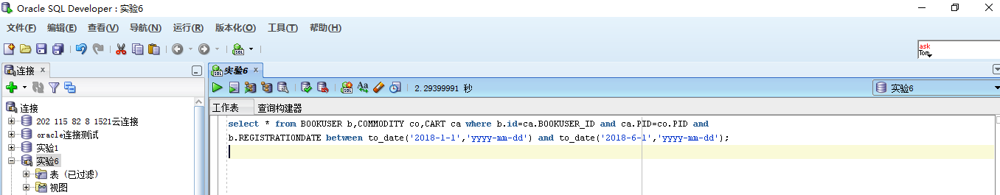 Oracle SQL Developer : 实验6
文件(F) 编辑(E) 查看(V) 导航(N) 运行(R) 版本化(O) 工具(T) 帮助(H)
SQL
ask
Tom
连接 x
实验6 x
SQL Aa 2.29399991 秒 实验6
连接
工作表 查询构建器
202 115 82 8 1521云连接
oracle连接测试
实验1
实验6
表 (已过滤)
视图
select * from BOOKUSER b,COMMODITY co,CART ca where b.id=ca.BOOKUSER_ID and ca.PID=co.PID and
b.REGISTRATIONDATE between to_date('2018-1-1','yyyy-mm-dd') and to_date('2018-6-1','yyyy-mm-dd');